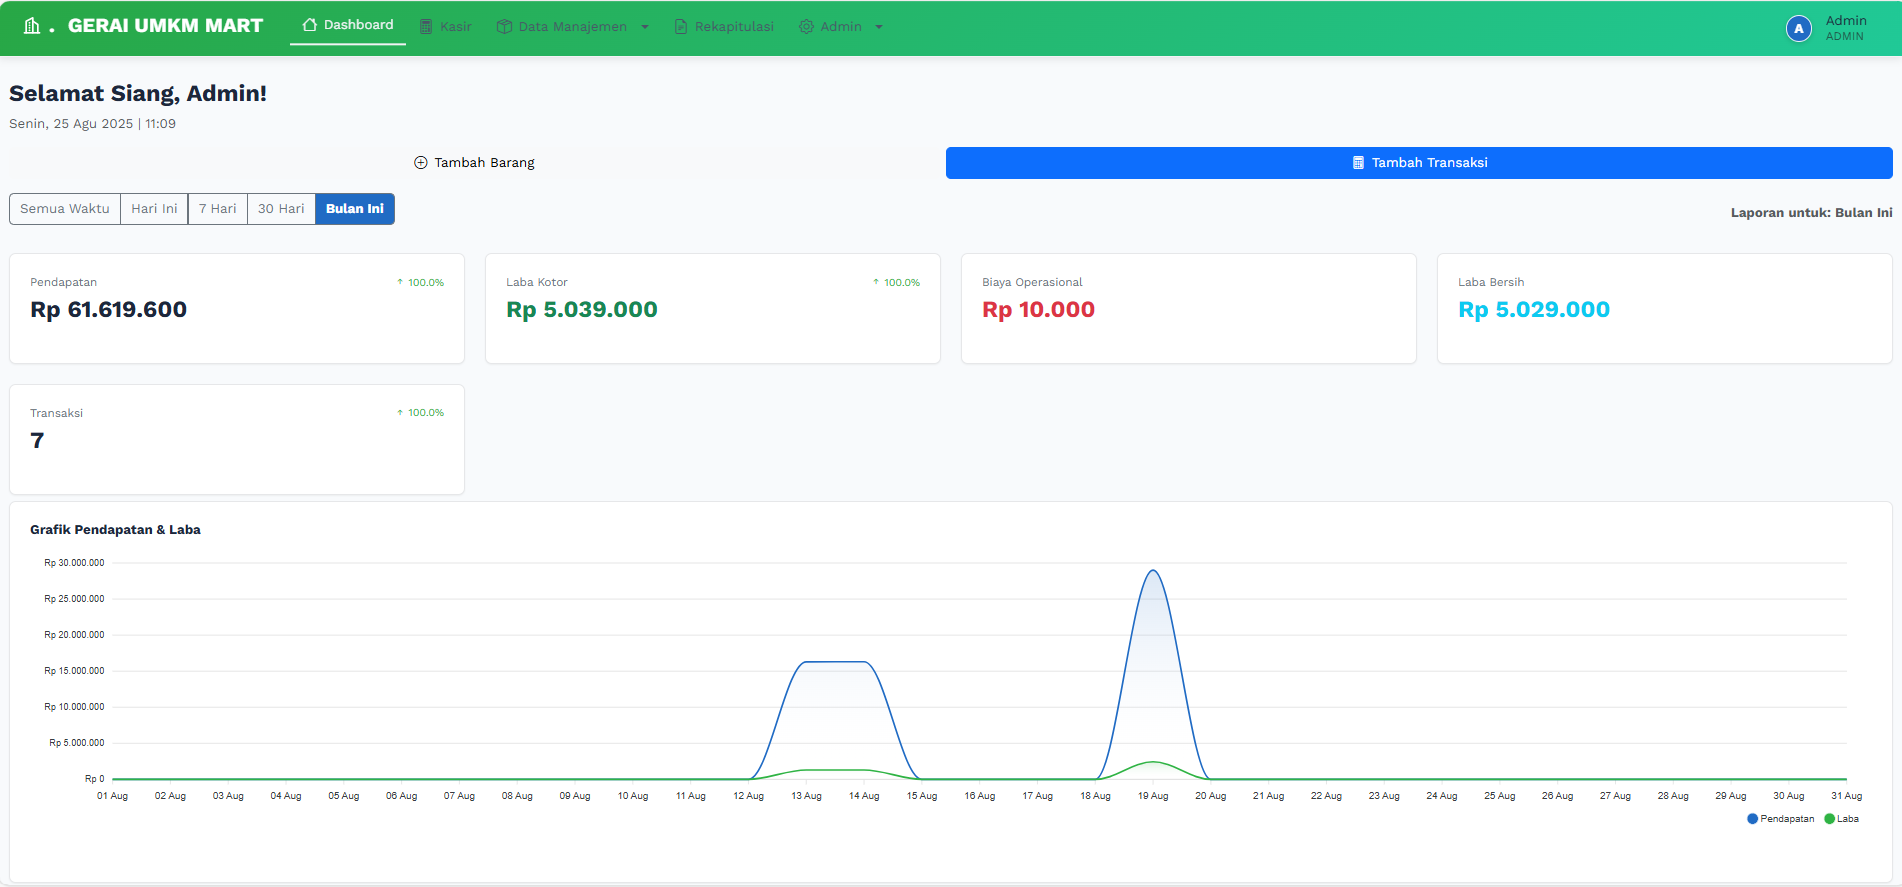 . GERAI UMKM MART Dashboard Kasir Data Manajemen Rekapitulasi Admin A Admin
ADMIN
Selamat Siang, Admin!
Senin, 25 Agu 2025 | 11:09
Tambah Barang Tambah Transaksi
Semua Waktu Hari Ini 7 Hari 30 Hari Bulan Ini Laporan untuk: Bulan Ini
Pendapatan ↑ 100.0%
Rp 61.619.600
Laba Kotor ↑ 100.0%
Rp 5.039.000
Biaya Operasional
Rp 10.000
Laba Bersih
Rp 5.029.000
Transaksi ↑ 100.0%
7
Grafik Pendapatan & Laba
Rp 30.000.000
Rp 25.000.000
Rp 20.000.000
Rp 15.000.000
Rp 10.000.000
Rp 5.000.000
Rp 0
01 Aug 02 Aug 03 Aug 04 Aug 05 Aug 06 Aug 07 Aug 08 Aug 09 Aug 10 Aug 11 Aug 12 Aug 13 Aug 14 Aug 15 Aug 16 Aug 17 Aug 18 Aug 19 Aug 20 Aug 21 Aug 22 Aug 23 Aug 24 Aug 25 Aug 26 Aug 27 Aug 28 Aug 29 Aug 30 Aug 31 Aug
Pendapatan Laba